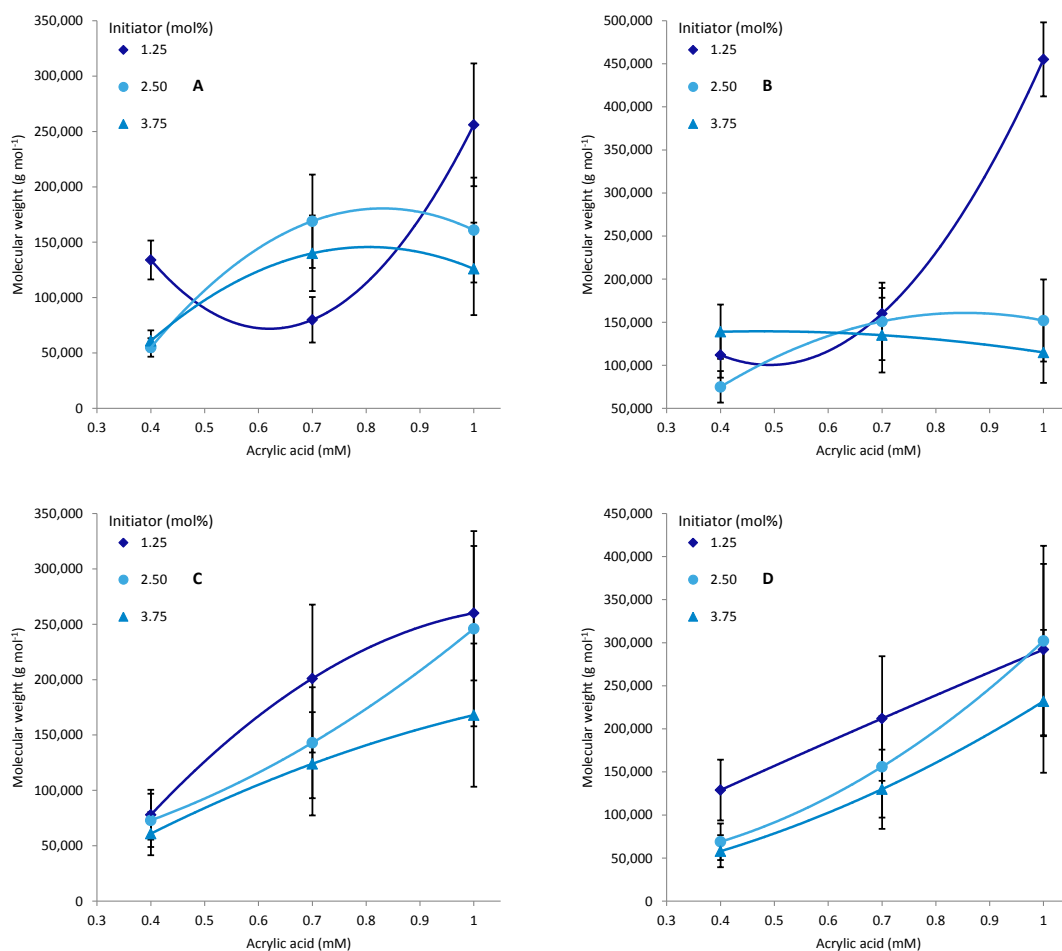 Initiator (mol%)
1.25
2.50
A
3.75
Molecular weight (g mol-1)
350,000
300,000
250,000
200,000
150,000
100,000
50,000
0
0.3 0.4 0.5 0.6 0.7 0.8 0.9 1
Acrylic acid (mM)
Initiator (mol%)
1.25
2.50
B
3.75
Molecular weight (g mol-1)
500,000
450,000
400,000
350,000
300,000
250,000
200,000
150,000
100,000
50,000
0.3 0.4 0.5 0.6 0.7 0.8 0.9 1
Acrylic acid (mM)
Initiator (mol%)
1.25
2.50
C
3.75
Molecular weight (g mol-1)
350,000
300,000
250,000
200,000
150,000
100,000
50,000
0
0.3 0.4 0.5 0.6 0.7 0.8 0.9 1
Acrylic acid (mM)
Initiator (mol%)
1.25
2.50
D
3.75
Molecular weight (g mol-1)
450,000
400,000
350,000
300,000
250,000
200,000
150,000
100,000
50,000
0
0.3 0.4 0.5 0.6 0.7 0.8 0.9 1
Acrylic acid (mM)